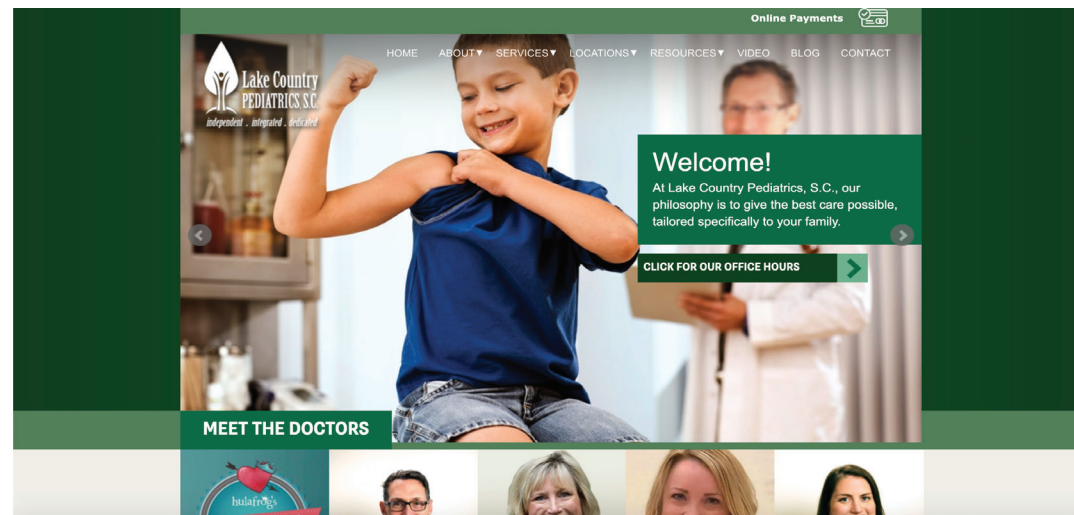 Online Payments
HOME ABOUT▼ SERVICES▼ LOCATIONS▼ RESOURCES▼ VIDEO BLOG CONTACT
Lake Country
PEDIATRICS S.C.
independent . integrated . dedicated
Welcome!
At Lake Country Pediatrics, S.C., our
philosophy is to give the best care possible,
tailored specifically to your family.
CLICK FOR OUR OFFICE HOURS
MEET THE DOCTORS
hulafrog's